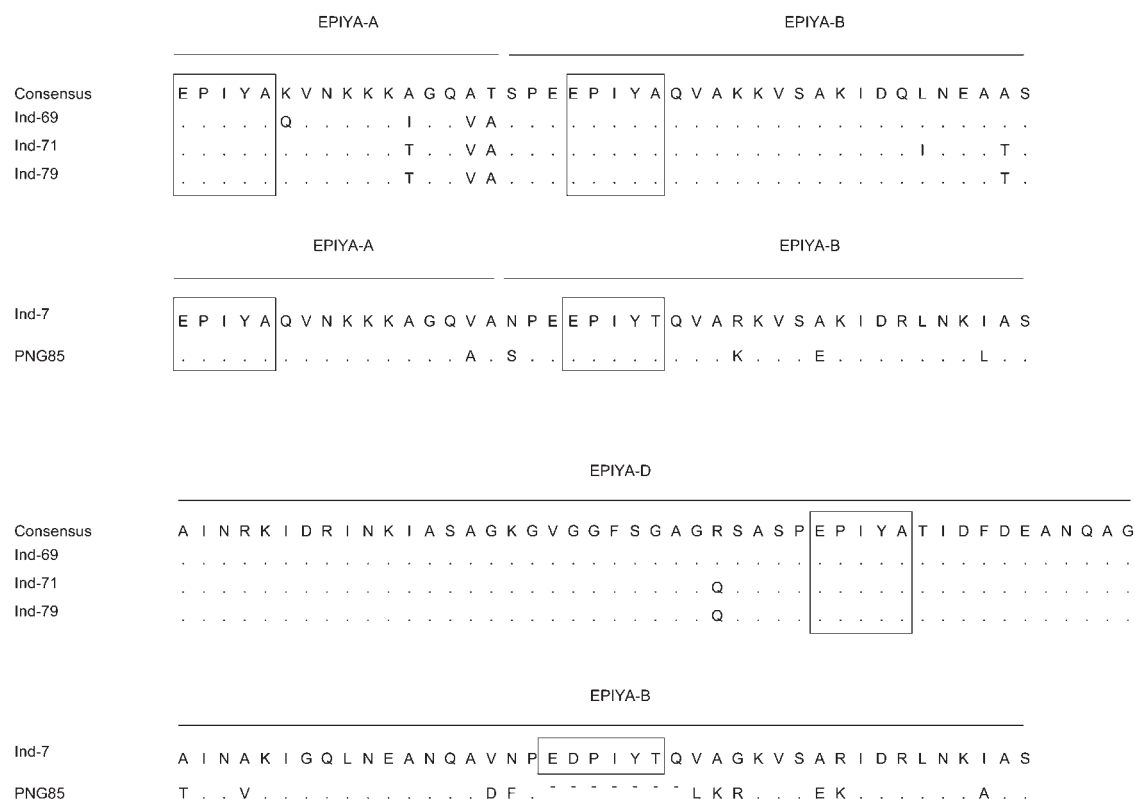 EPIYA-A EPIYA-B
Consensus E P I Y A K V N K K K A G Q A T S P E E P I Y A Q V A K K V S A K I D Q L N E A A S
Ind-69 . . . . . Q . . . . . I . . V A . . . . . . . . . . . . . . . . . . . . . . . . . .
Ind-71 . . . . . . . . . . . T . . V A . . . . . . . . . . . . . . . . . . . . I . . . T .
Ind-79 . . . . . . . . . . . T . . V A . . . . . . . . . . . . . . . . . . . . . . . . T .
EPIYA-A EPIYA-B
Ind-7 E P I Y A Q V N K K K A G Q V A N P E E P I Y T Q V A R K V S A K I D R L N K I A S
PNG85 . . . . . . . . . . . . . . A . S . . . . . . . . . . K . . . E . . . . . . . L . .
EPIYA-D
Consensus A I N R K I D R I N K I A S A G K G V G G F S G A G R S A S P E P I Y A T I D F D E A N Q A G
Ind-69 . . . . . . . . . . . . . . . . . . . . . . . . . . . . . . . . . . . . . . . . . . . . . . .
Ind-71 . . . . . . . . . . . . . . . . . . . . . . . . . . Q . . . . . . . . . . . . . . . . . . . .
Ind-79 . . . . . . . . . . . . . . . . . . . . . . . . . . Q . . . . . . . . . . . . . . . . . . . .
EPIYA-B
Ind-7 A I N A K I G Q L N E A N Q A V N P E D P I Y T Q V A G K V S A R I D R L N K I A S
PNG85 T . . V . . . . . . . . . . . D F . - - - - - - - L K R . . . E K . . . . . . A . .